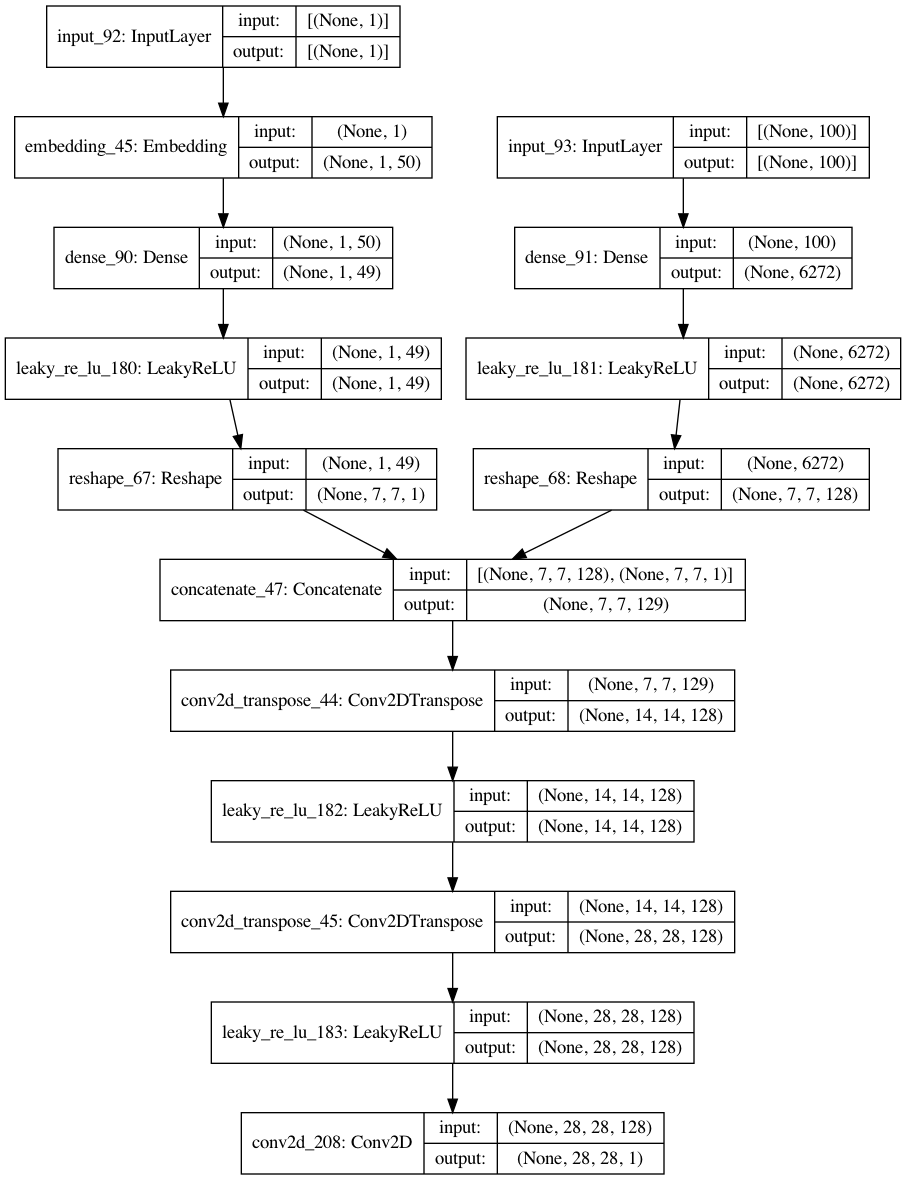 input_92: InputLayer
input: [(None, 1)]
output: [(None, 1)]
embedding_45: Embedding
input: (None, 1)
output: (None, 1, 50)
input_93: InputLayer
input: [(None, 100)]
output: [(None, 100)]
dense_90: Dense
input: (None, 1, 50)
output: (None, 1, 49)
dense_91: Dense
input: (None, 100)
output: (None, 6272)
leaky_re_lu_180: LeakyReLU
input: (None, 1, 49)
output: (None, 1, 49)
leaky_re_lu_181: LeakyReLU
input: (None, 6272)
output: (None, 6272)
reshape_67: Reshape
input: (None, 1, 49)
output: (None, 7, 7, 1)
reshape_68: Reshape
input: (None, 6272)
output: (None, 7, 7, 128)
concatenate_47: Concatenate
input: [(None, 7, 7, 128), (None, 7, 7, 1)]
output: (None, 7, 7, 129)
conv2d_transpose_44: Conv2DTranspose
input: (None, 7, 7, 129)
output: (None, 14, 14, 128)
leaky_re_lu_182: LeakyReLU
input: (None, 14, 14, 128)
output: (None, 14, 14, 128)
conv2d_transpose_45: Conv2DTranspose
input: (None, 14, 14, 128)
output: (None, 28, 28, 128)
leaky_re_lu_183: LeakyReLU
input: (None, 28, 28, 128)
output: (None, 28, 28, 128)
conv2d_208: Conv2D
input: (None, 28, 28, 128)
output: (None, 28, 28, 1)